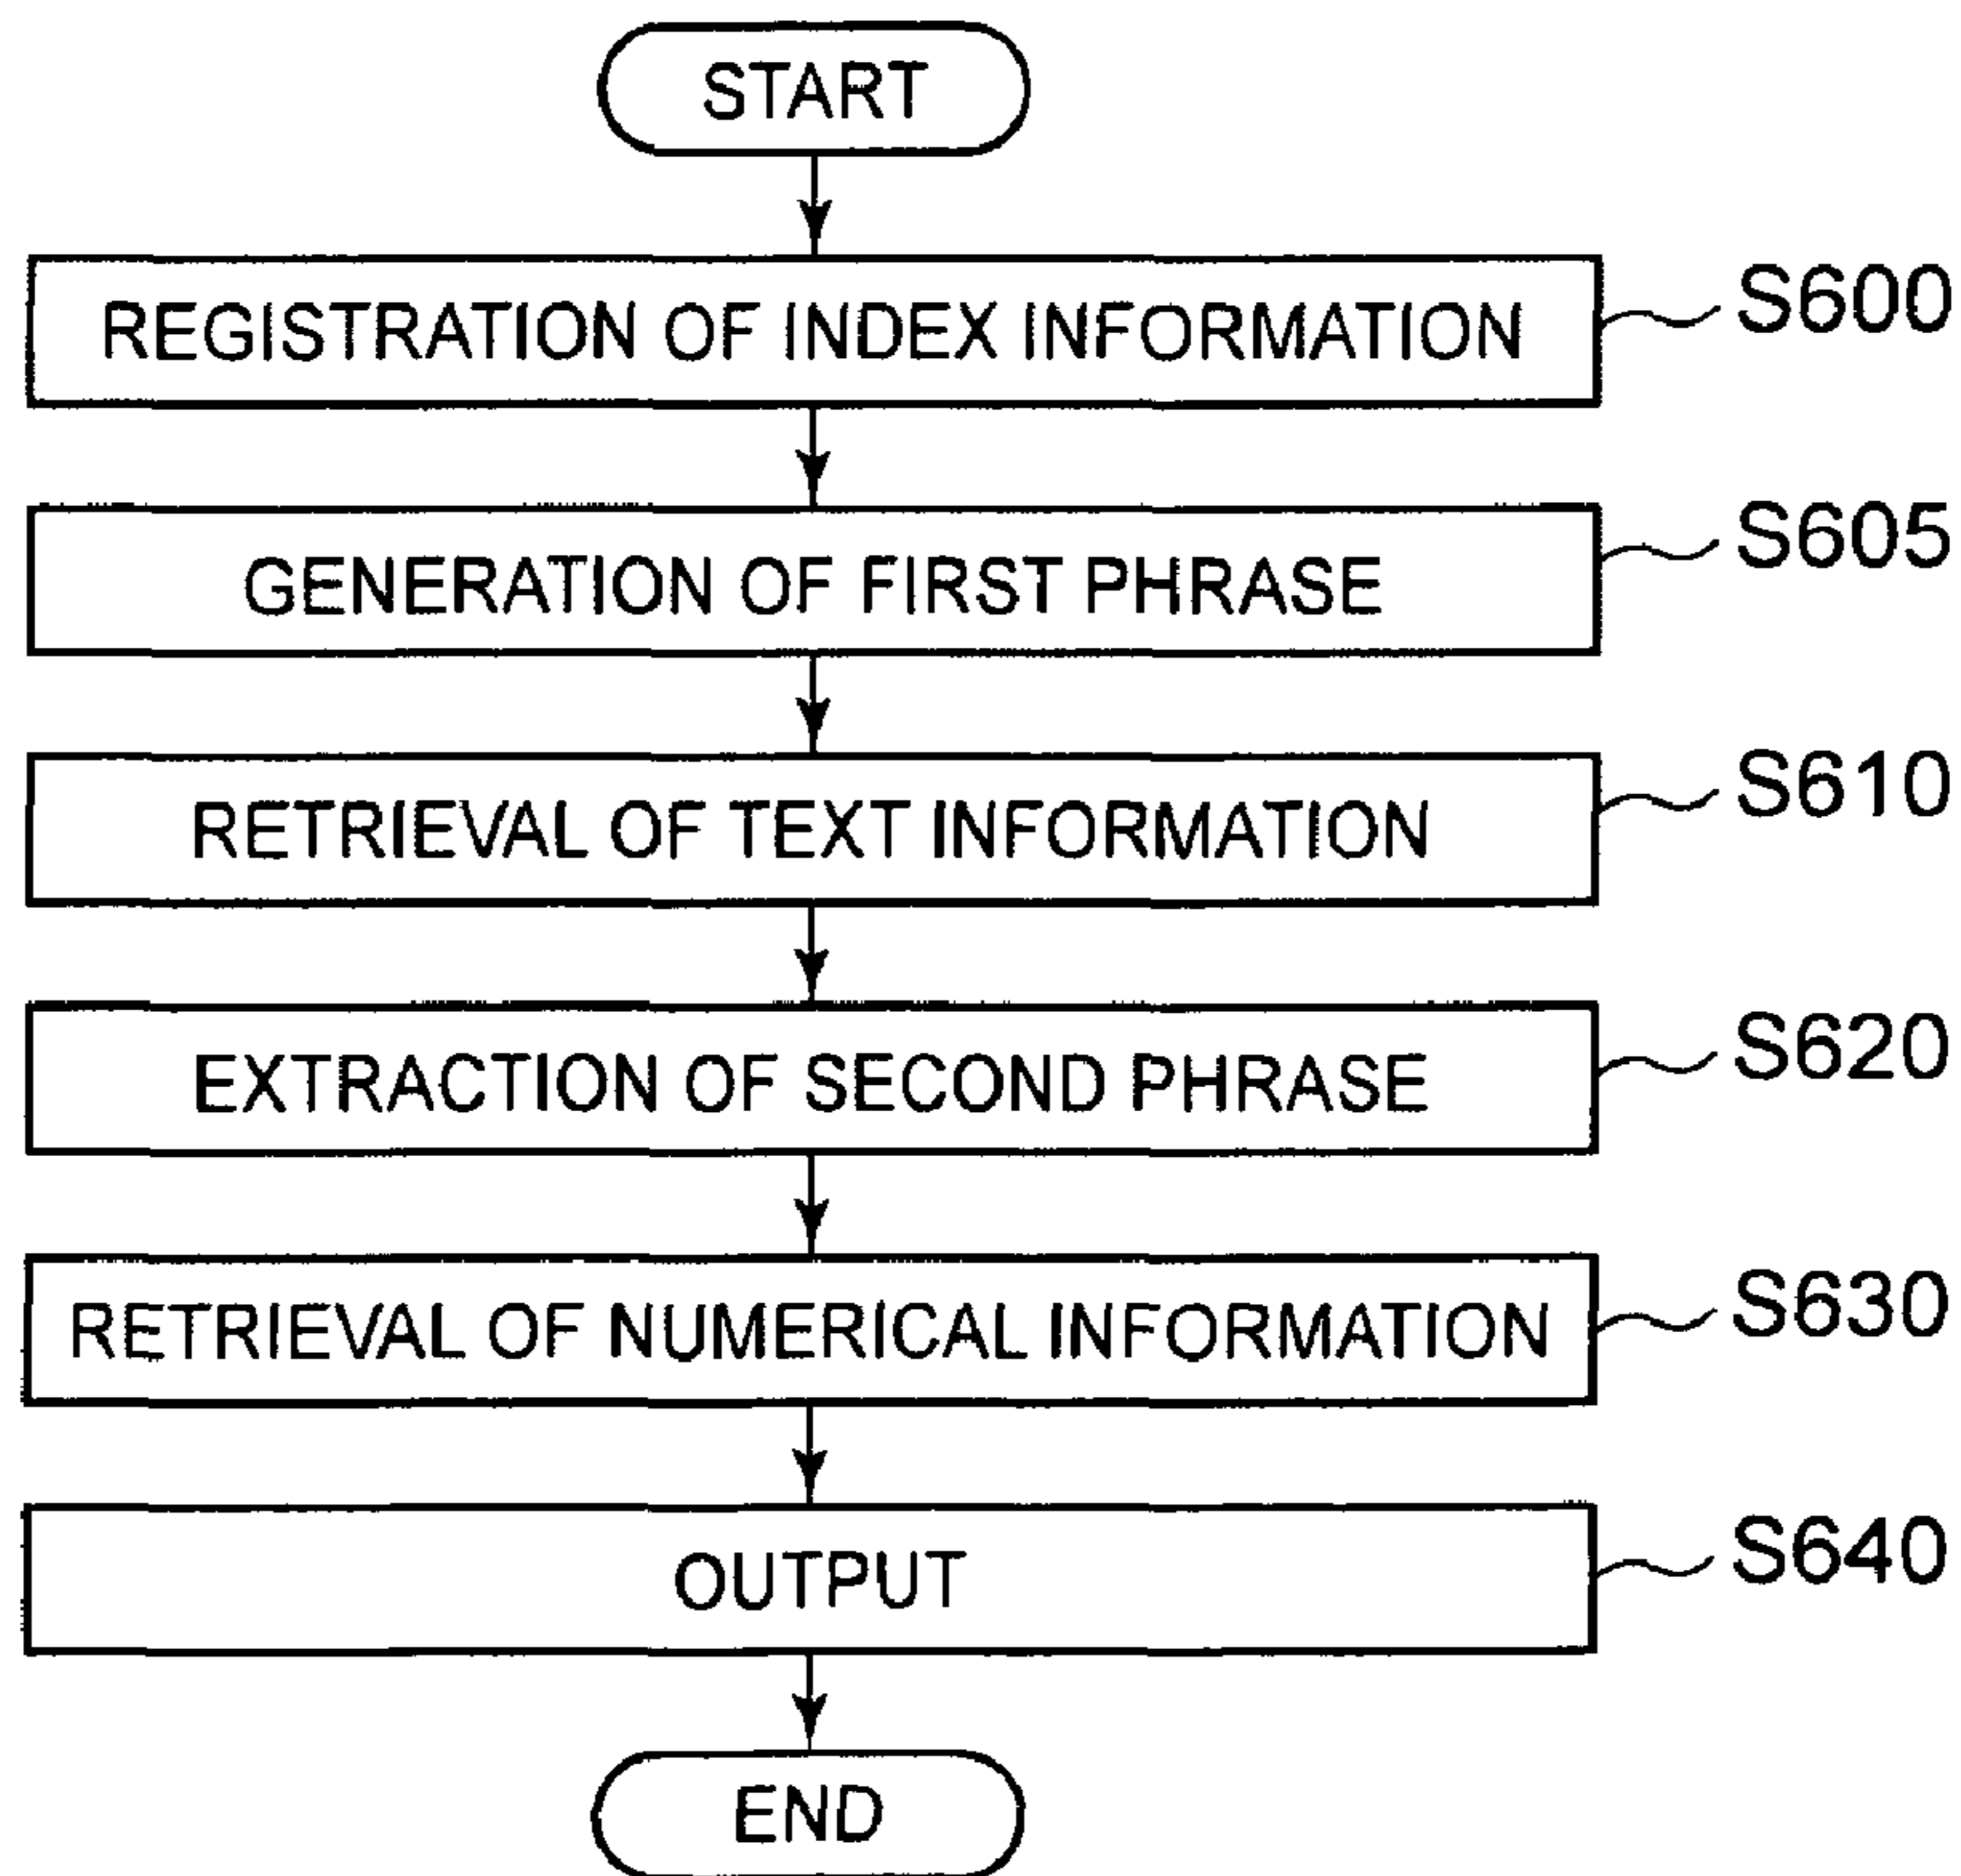 START
REGISTRATION OF INDEX INFORMATION
S600
GENERATION OF FIRST PHRASE
S605
RETRIEVAL OF TEXT INFORMATION
S610
EXTRACTION OF SECOND PHRASE
S620
RETRIEVAL OF NUMERICAL INFORMATION
S630
OUTPUT
S640
END